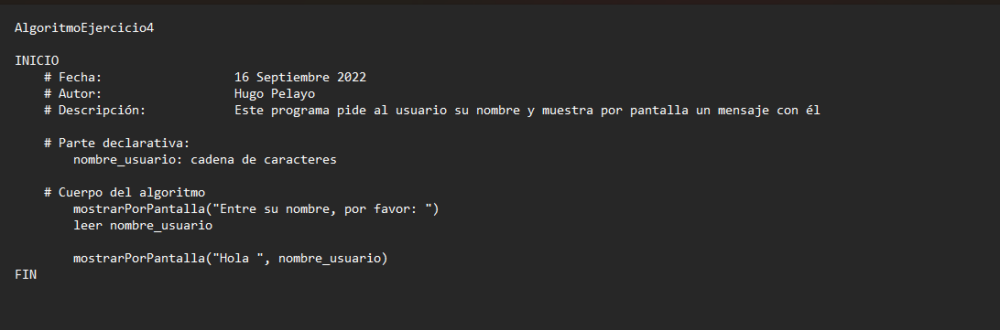 AlgoritmoEjercicio4
INICIO
# Fecha: 16 Septiembre 2022
# Autor: Hugo Pelayo
# Descripción: Este programa pide al usuario su nombre y muestra por pantalla un mensaje con él
# Parte declarativa:
nombre_usuario: cadena de caracteres
# Cuerpo del algoritmo
mostrarPorPantalla("Entre su nombre, por favor: ")
leer nombre_usuario
mostrarPorPantalla("Hola ", nombre_usuario)
FIN